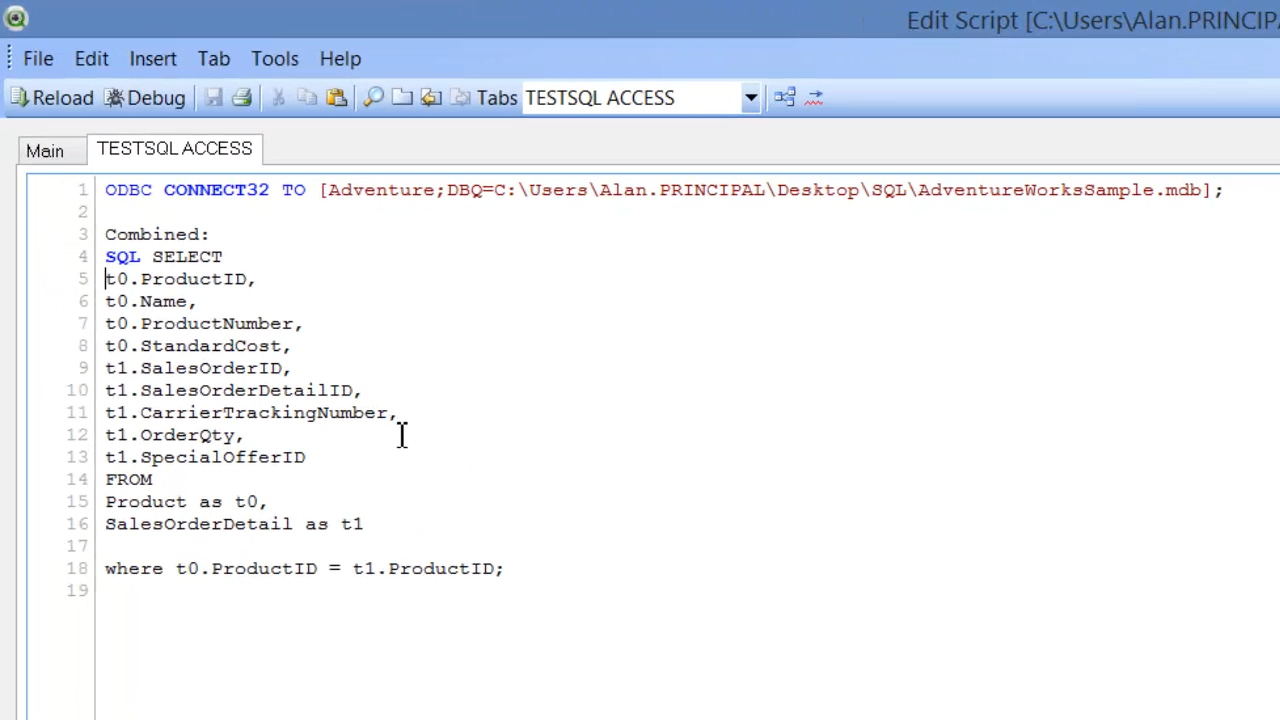 Edit Script [C:\Users\Alan.PRINCIP
File Edit Insert Tab Tools Help
Reload Debug Tabs TESTSQL ACCESS
Main TESTSQL ACCESS
1 ODBC CONNECT32 TO [Adventure;DBQ=C:\Users\Alan.PRINCIPAL\Desktop\SQL\AdventureWorksSample.mdb];
2
3 Combined:
4 SQL SELECT
5 t0.ProductID,
6 t0.Name,
7 t0.ProductNumber,
8 t0.StandardCost,
9 t1.SalesOrderID,
10 t1.SalesOrderDetailID,
11 t1.CarrierTrackingNumber,
12 t1.OrderQty,
13 t1.SpecialOfferID
14 FROM
15 Product as t0,
16 SalesOrderDetail as t1
17
18 where t0.ProductID = t1.ProductID;
19